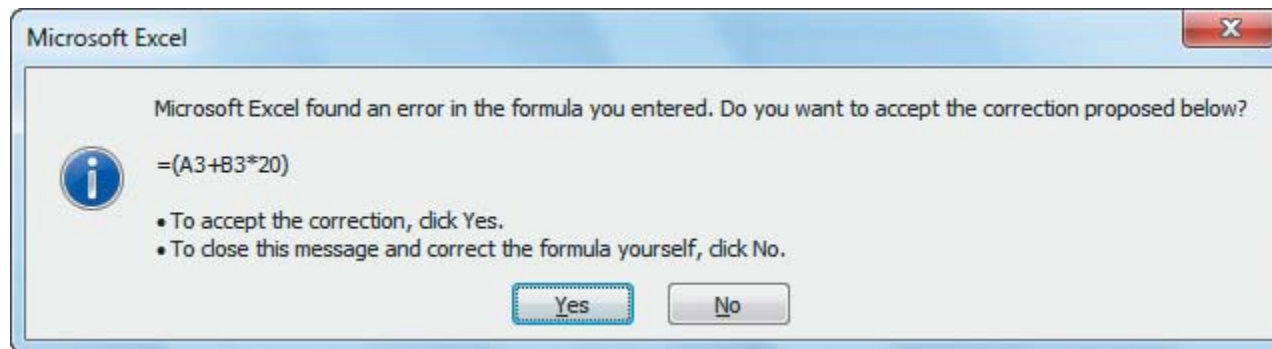 Microsoft Excel
Microsoft Excel found an error in the formula you entered. Do you want to accept the correction proposed below?
=(A3+B3*20)
• To accept the correction, click Yes.
• To close this message and correct the formula yourself, click No.
Yes No